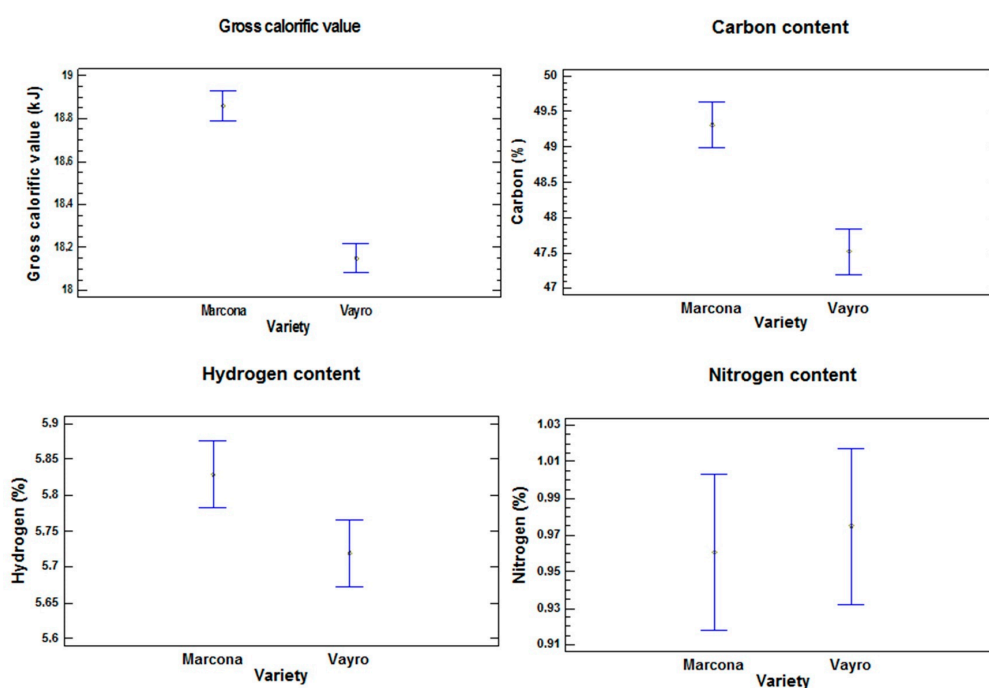 Gross calorific value
Gross calorific value (kJ)
19
18.8
18.6
18.4
18.2
18
Marcona Vayro
Variety
Carbon content
Carbon (%)
50
49.5
49
48.5
48
47.5
47
Marcona Vayro
Variety
Hydrogen content
Hydrogen (%)
5.9
5.85
5.8
5.75
5.7
5.65
5.6
Marcona Vayro
Variety
Nitrogen content
Nitrogen (%)
1.03
1.01
0.99
0.97
0.95
0.93
0.91
Marcona Vayro
Variety